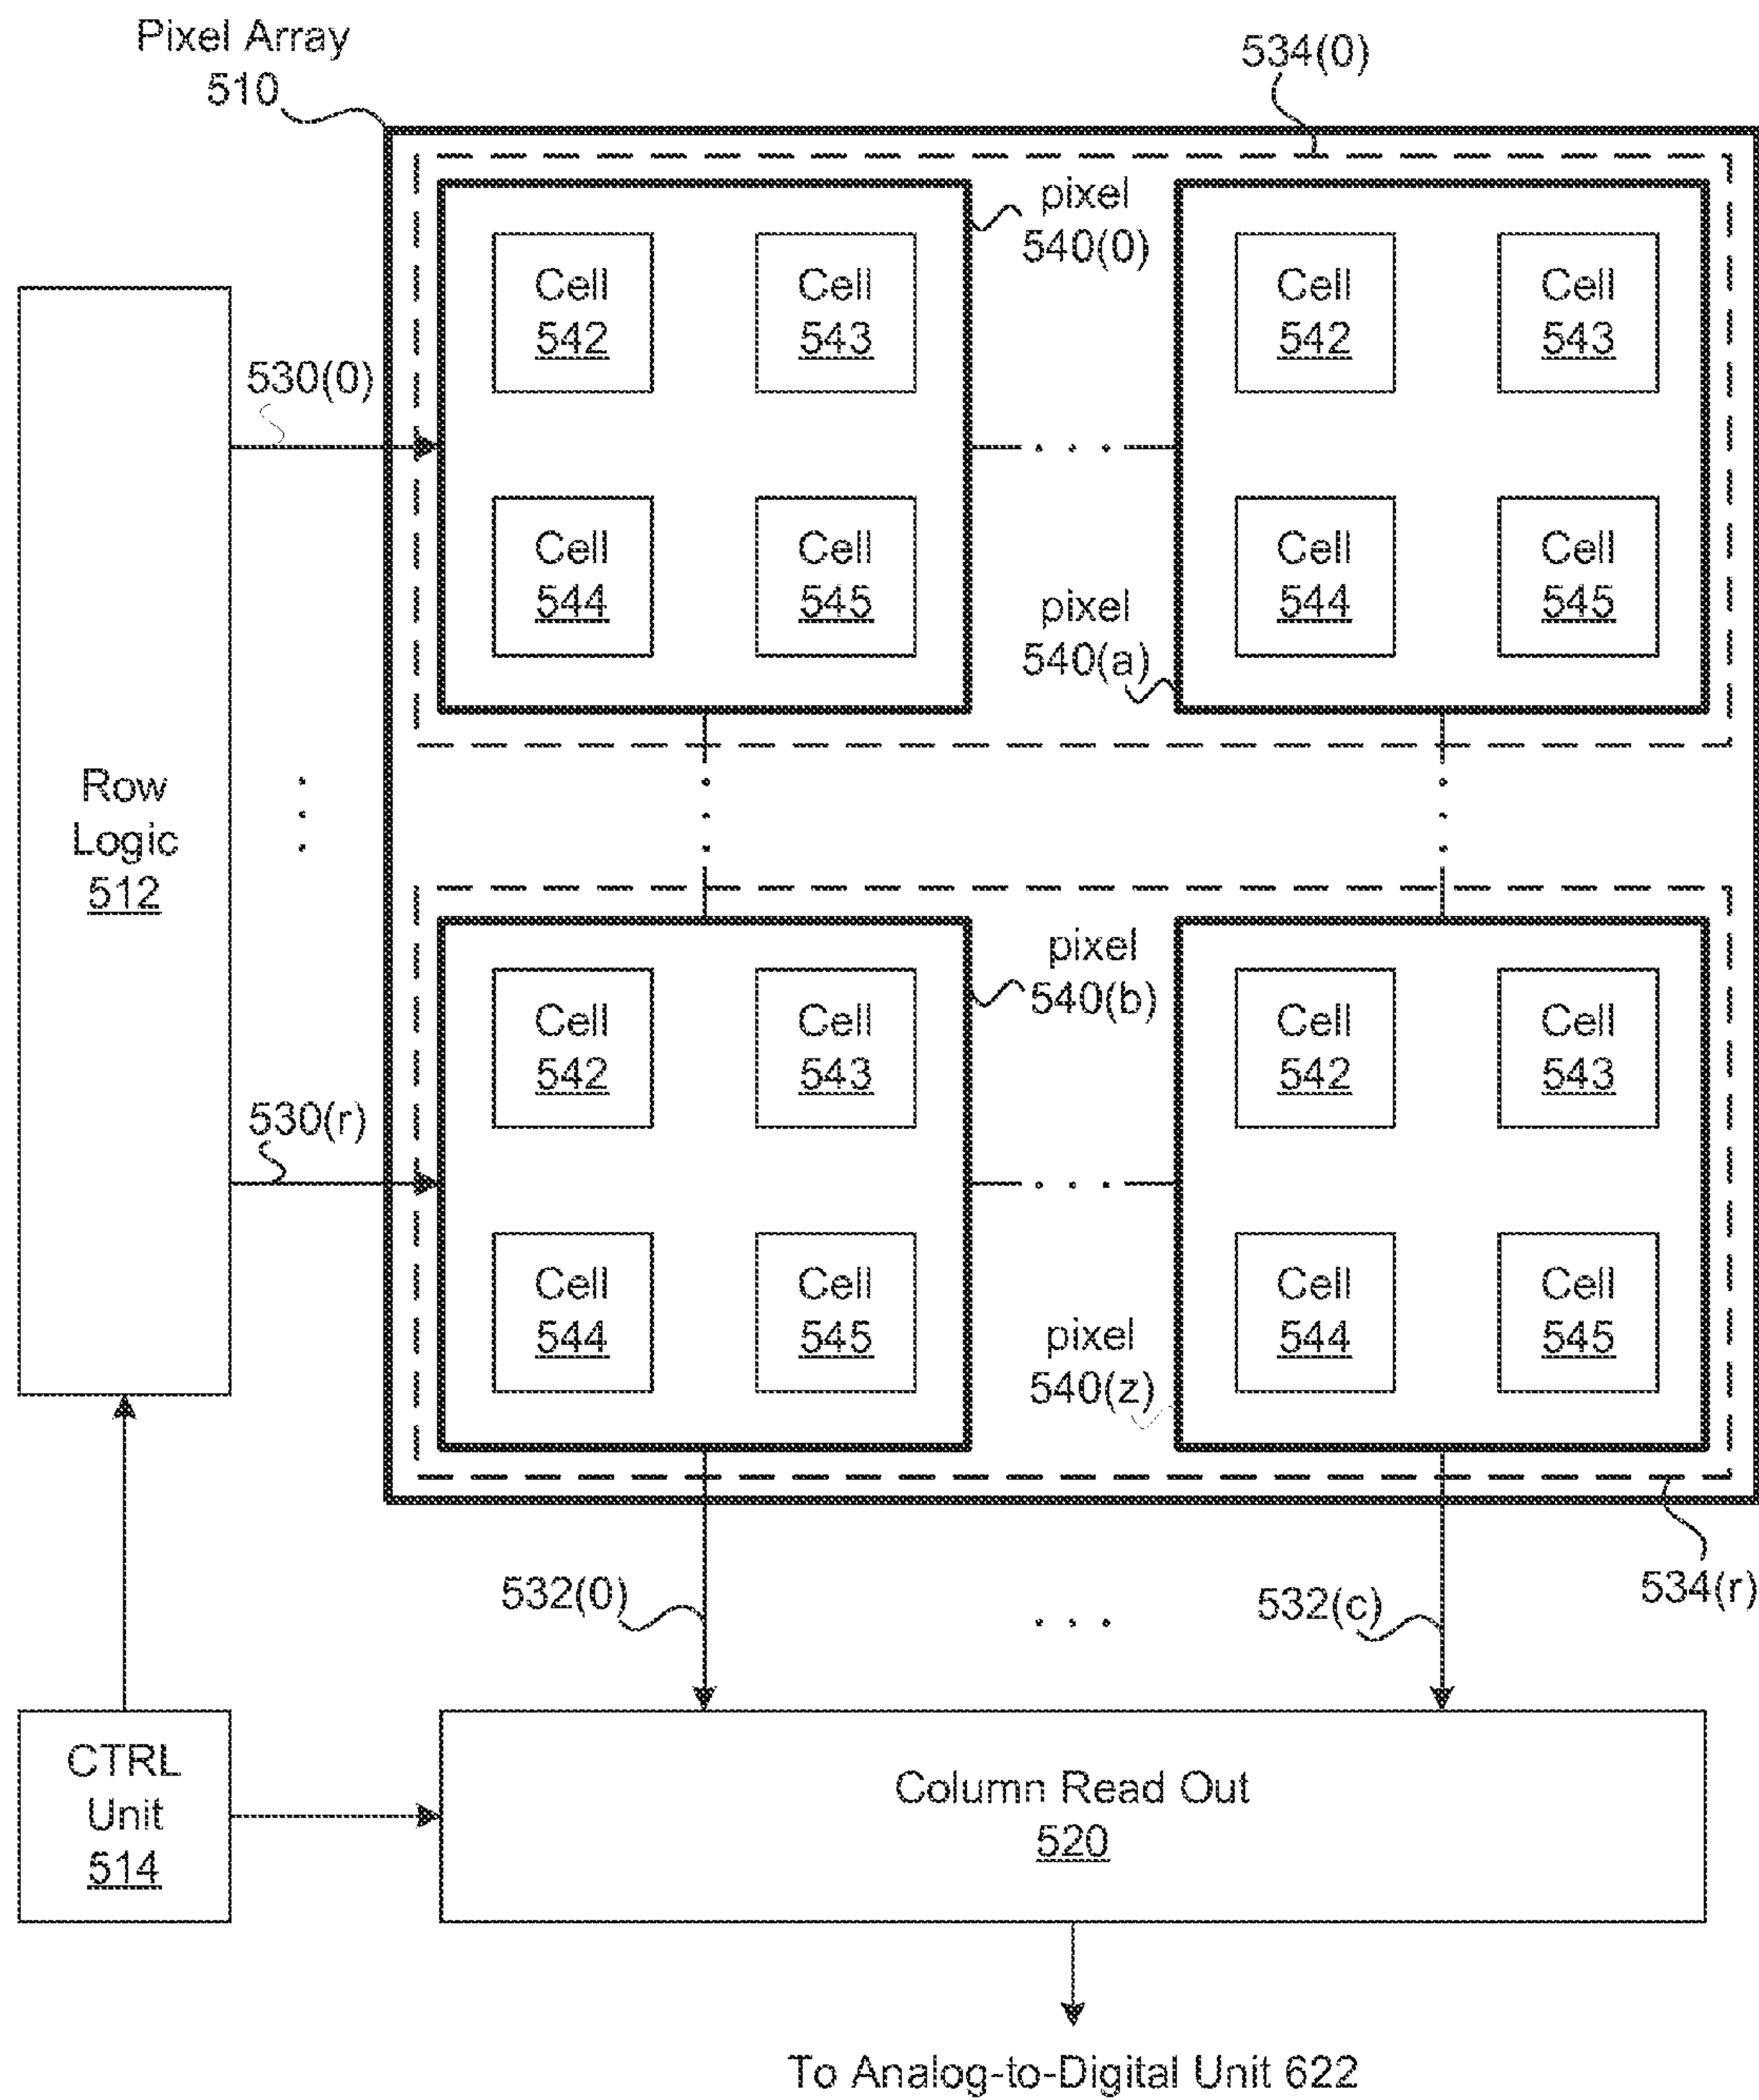 Pixel Array
510
534(0)
pixel
540(0)
Cell
542
Cell
543
Cell
542
Cell
543
530(0)
Cell
544
Cell
545
pixel
540(a)
Cell
544
Cell
545
Row
Logic
512
pixel
540(b)
Cell
542
Cell
543
Cell
542
Cell
543
530(r)
Cell
544
Cell
545
pixel
540(z)
Cell
544
Cell
545
532(0)
532(c)
534(r)
CTRL
Unit
514
Column Read Out
520
To Analog-to-Digital Unit 622